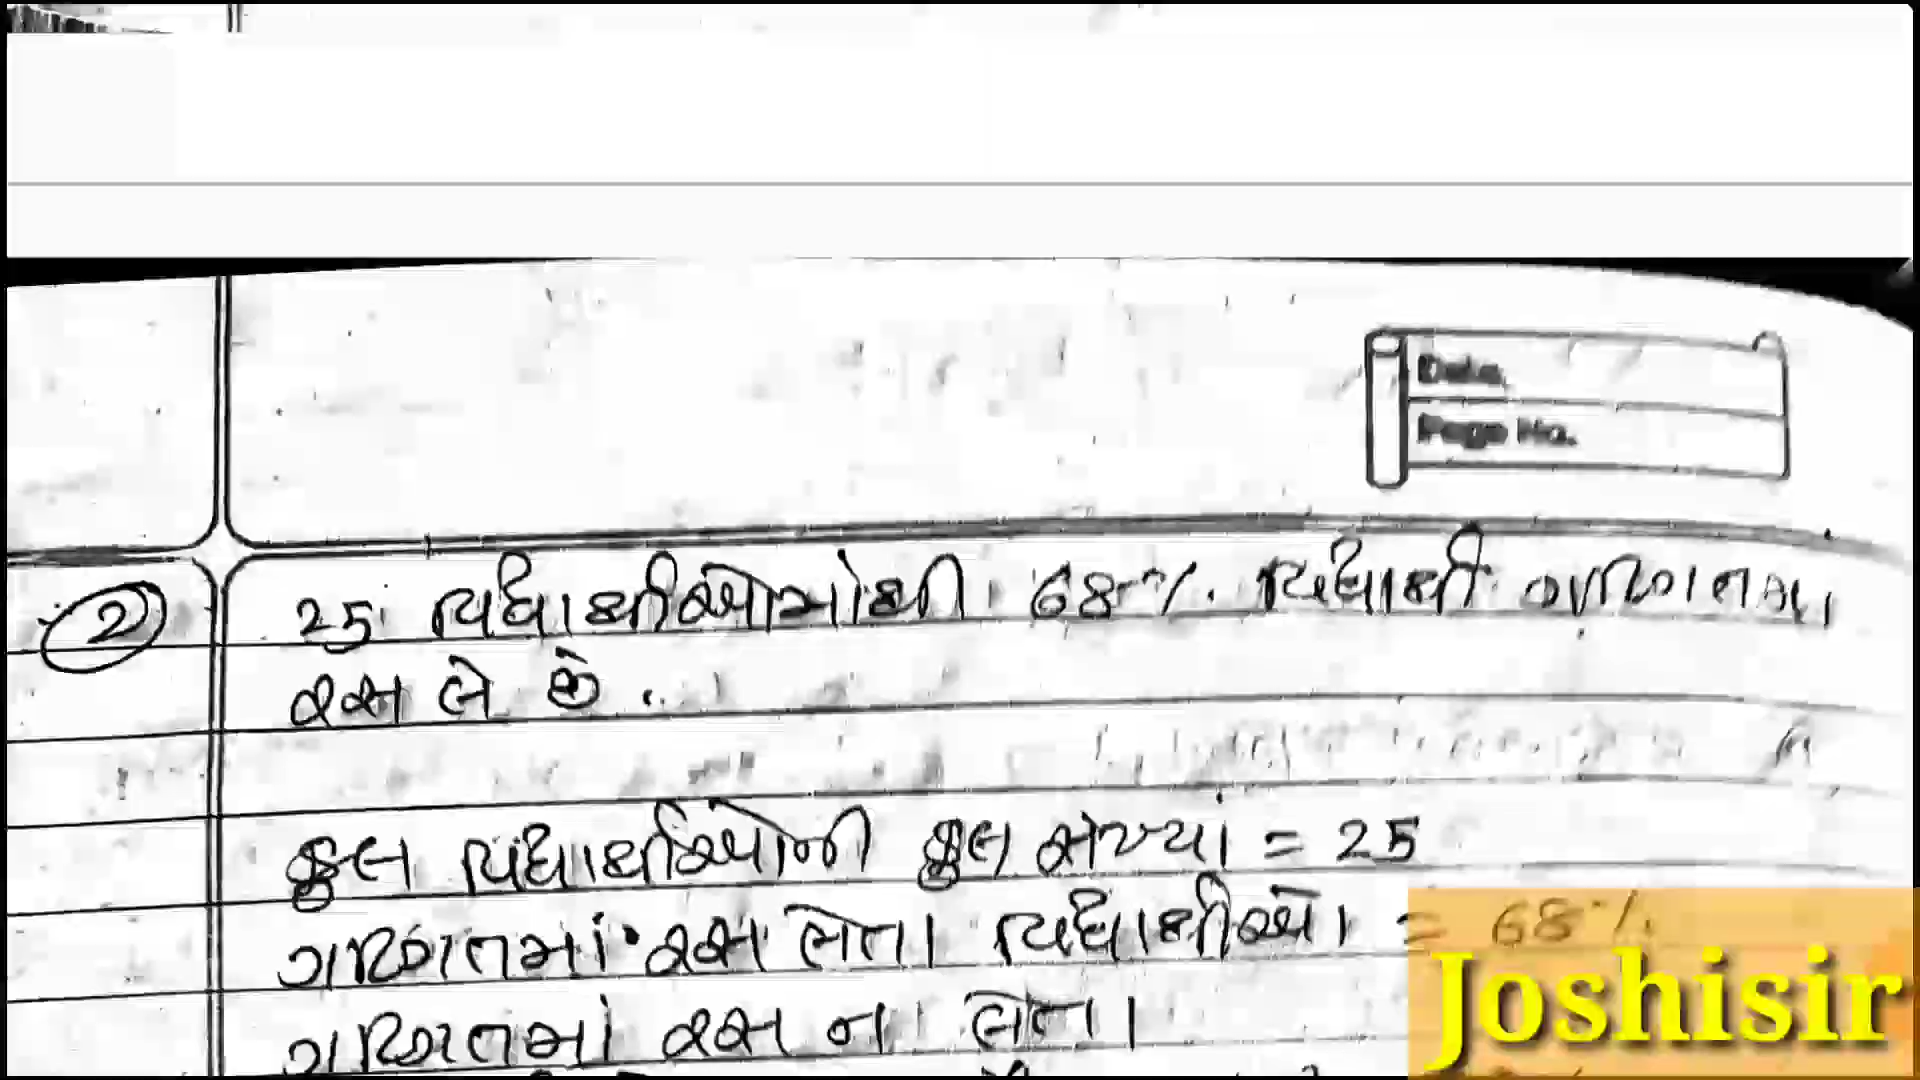 Date.
Page No.
② 25 વિદ્યાર્થીઓમાંથી 68% વિદ્યાર્થી ગણિતમાં
રસ લે છે.
કુલ વિદ્યાર્થીઓની કુલ સંખ્યા = 25
ગણિતમાં રસ લેતા વિદ્યાર્થીઓ = 68%
ગણિતમાં રસ ન લેતા
Joshisir